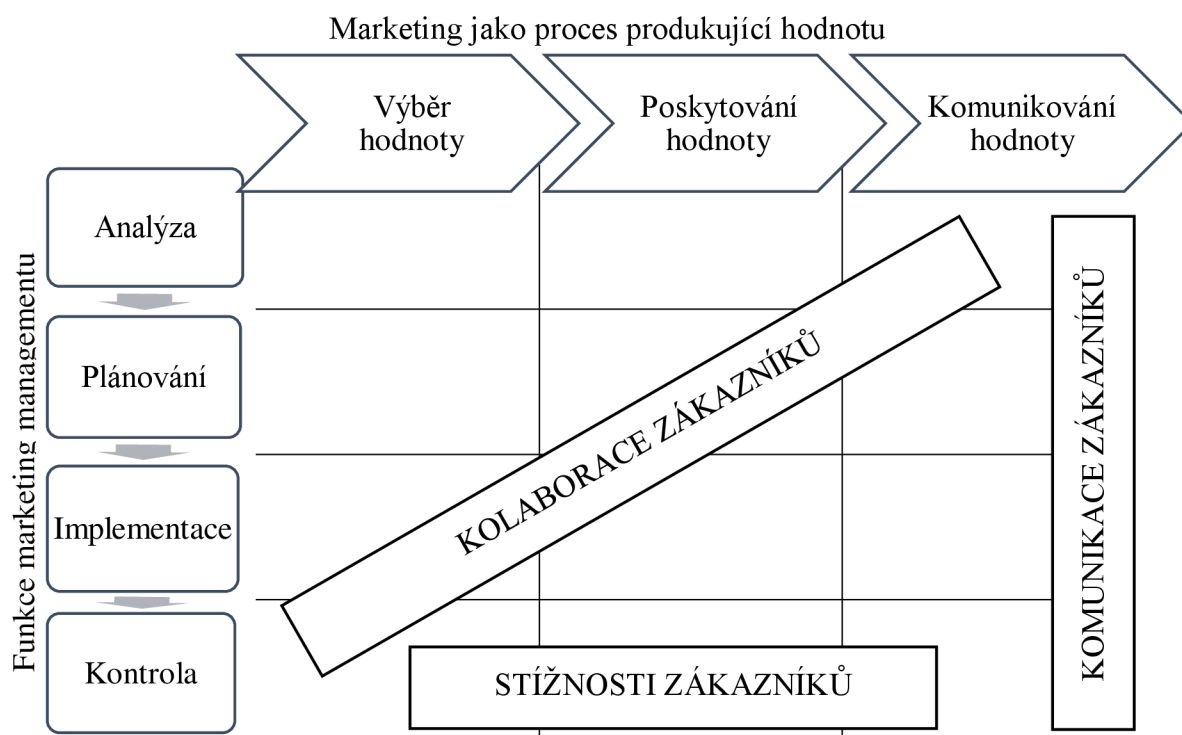 Marketing jako proces produkující hodnotu
Výběr
hodnoty
Poskytování
hodnoty
Komunikování
hodnoty
Funkce marketing managementu
Analýza
Plánování
Implementace
Kontrola
KOLABORACE ZÁKAZNÍKŮ
STÍŽNOSTI ZÁKAZNÍKŮ
KOMUNIKACE ZÁKAZNÍKŮ